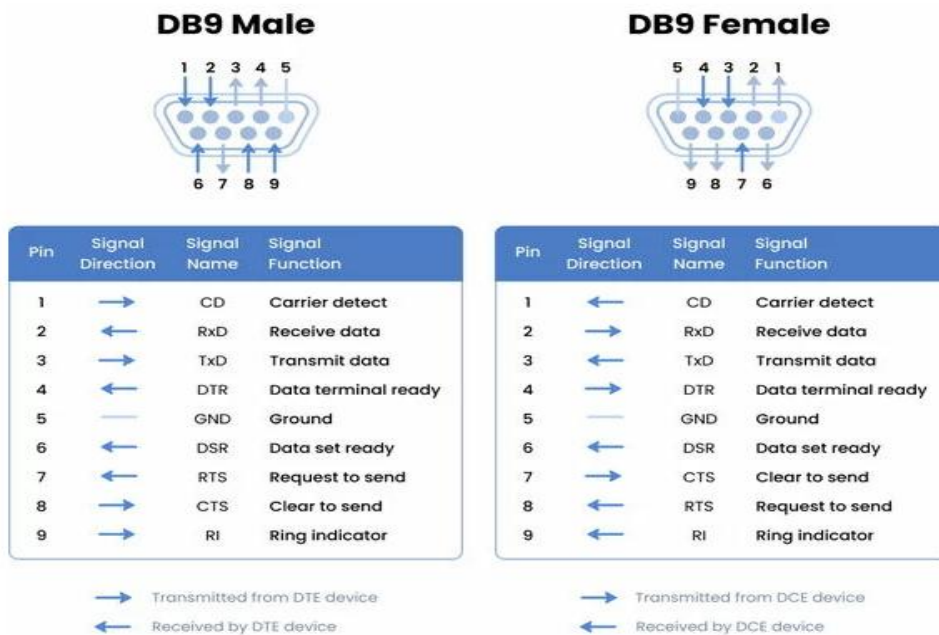 DB9 Male
1 2 3 4 5
6 7 8 9
Pin Signal Direction Signal Name Signal Function
1 CD Carrier detect
2 RxD Receive data
3 TxD Transmit data
4 DTR Data terminal ready
5 GND Ground
6 DSR Data set ready
7 RTS Request to send
8 CTS Clear to send
9 RI Ring indicator
Transmitted from DTE device
Received by DTE device
DB9 Female
5 4 3 2 1
9 8 7 6
Pin Signal Direction Signal Name Signal Function
1 CD Carrier detect
2 RxD Receive data
3 TxD Transmit data
4 DTR Data terminal ready
5 GND Ground
6 DSR Data set ready
7 CTS Clear to send
8 RTS Request to send
9 RI Ring indicator
Transmitted from DCE device
Received by DCE device